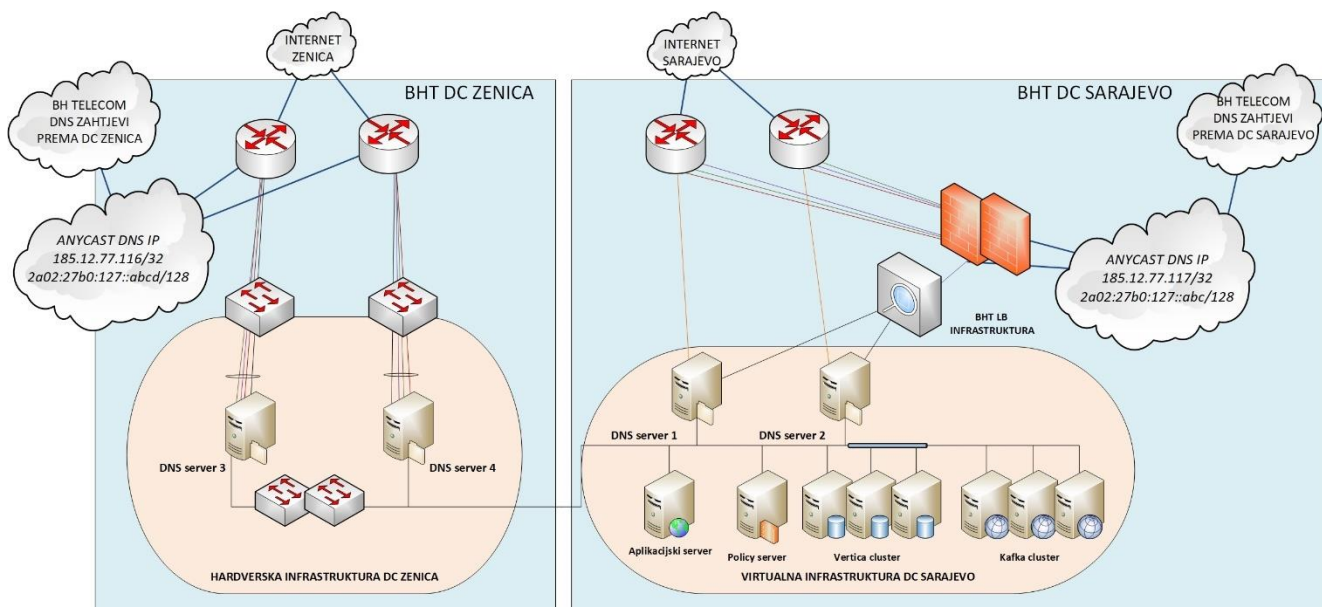 INTERNET
ZENICA
INTERNET
SARAJEVO
BHT DC ZENICA
BHT DC SARAJEVO
BH TELECOM
DNS ZAHTJEVI
PREMA DC ZENICA
BH TELECOM
DNS ZAHTJEVI
PREMA DC SARAJEVO
ANYCAST DNS IP
185.12.77.116/32
2a02:27b0:127::abcd/128
ANYCAST DNS IP
185.12.77.117/32
2a02:27b0:127::abc/128
BHT LB
INFRASTRUKTURA
DNS server 1
DNS server 2
DNS server 3
DNS server 4
Aplikacijski server
Policy server
Vertica cluster
Kafka cluster
HARDVERSKA INFRASTRUKTURA DC ZENICA
VIRTUALNA INFRASTRUKTURA DC SARAJEVO